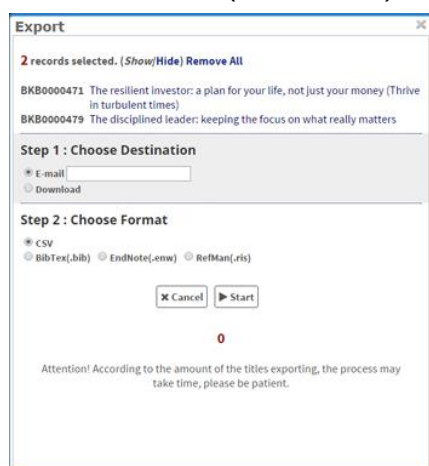 Export
2 records selected. (Show/Hide) Remove All
BKB0000471 The resilient investor: a plan for your life, not just your money (Thrive
in turbulent times)
BKB0000479 The disciplined leader: keeping the focus on what really matters
Step 1 : Choose Destination
E-mail
Download
Step 2 : Choose Format
CSV
BibTex(.bib) EndNote(.enw) RefMan(.ris)
Cancel Start
0
Attention! According to the amount of the titles exporting, the process may
take time, please be patient.